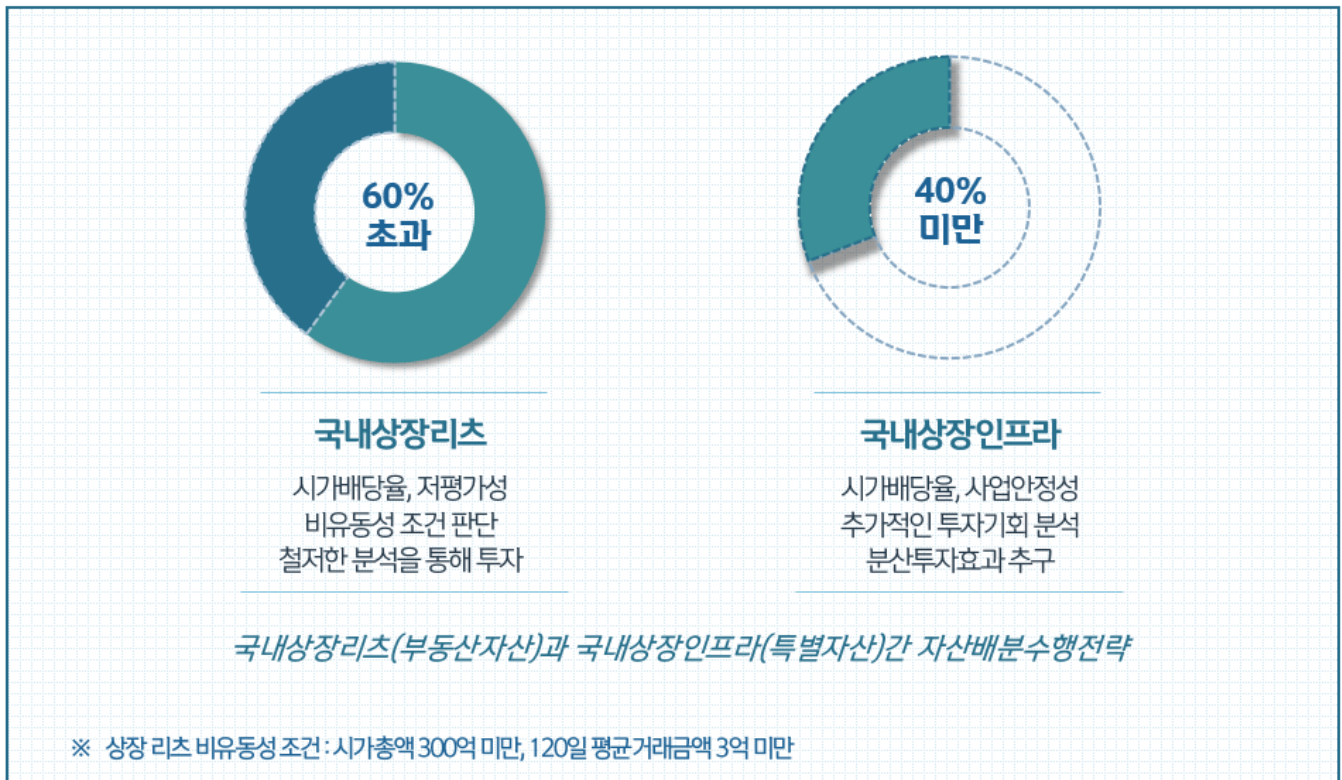 60%
초과
40%
미만
국내상장리츠
시가배당율, 저평가성
비유동성 조건 판단
철저한 분석을 통해 투자
국내상장인프라
시가배당율, 사업안정성
추가적인 투자기회 분석
분산투자효과 추구
국내상장리츠(부동산자산)과 국내상장인프라(특별자산)간 자산배분수행전략
※ 상장 리츠 비유동성 조건 : 시가총액 300억 미만, 120일 평균거래금액 3억 미만